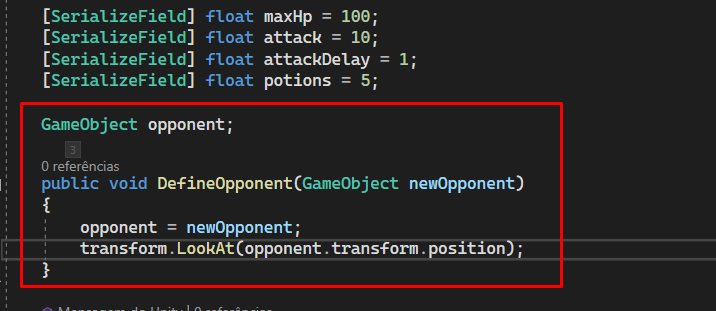 [SerializeField] float maxHp = 100;
[SerializeField] float attack = 10;
[SerializeField] float attackDelay = 1;
[SerializeField] float potions = 5;
GameObject opponent;
3
0 referências
public void DefineOpponent(GameObject newOpponent)
{
opponent = newOpponent;
transform.LookAt(opponent.transform.position);
}
Mensagem do Unity | 0 referências